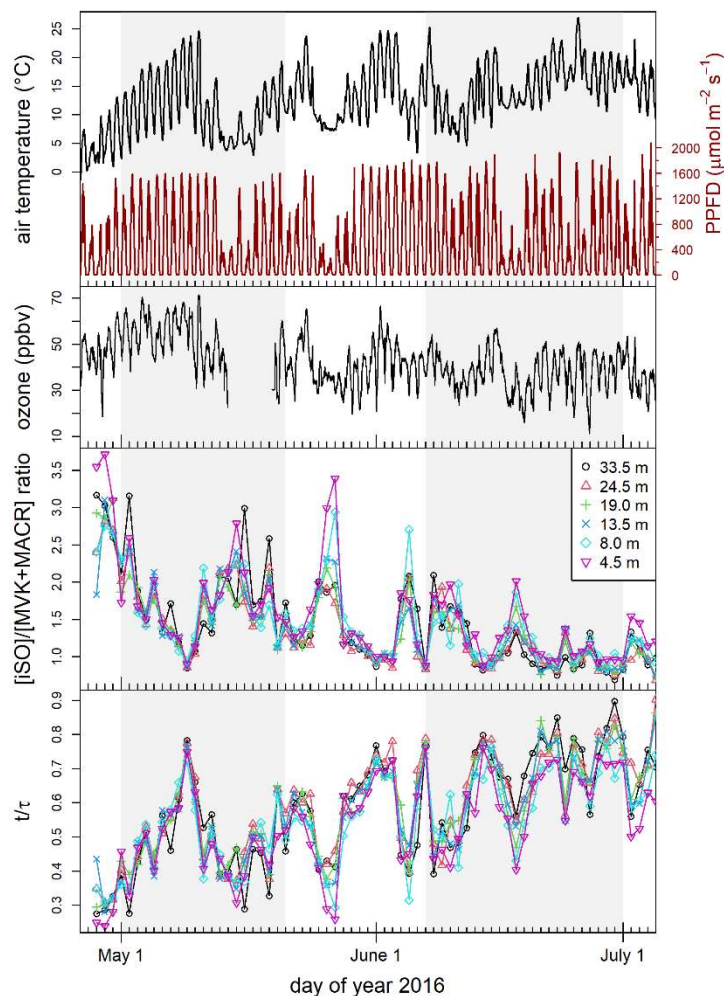 air temperature (°C)
25
20
15
10
5
0
PPFD (μmol m⁻² s⁻¹)
2000
1600
1200
800
400
0
ozone (ppbv)
70
50
30
10
[iSO]/[MVK+MACR] ratio
3.5
3.0
2.5
2.0
1.5
1.0
33.5 m
24.5 m
19.0 m
13.5 m
8.0 m
4.5 m
t/τ
0.9
0.8
0.7
0.6
0.5
0.4
0.3
May 1
June 1
July 1
day of year 2016